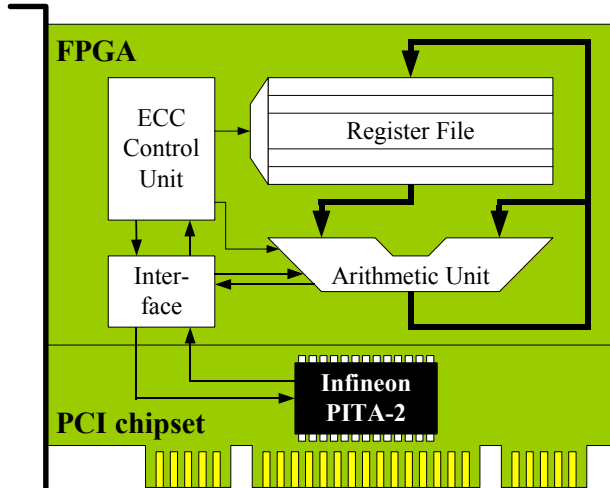 FPGA
ECC
Control
Unit
Register File
Inter-
face
Arithmetic Unit
Infineon
PITA-2
PCI chipset